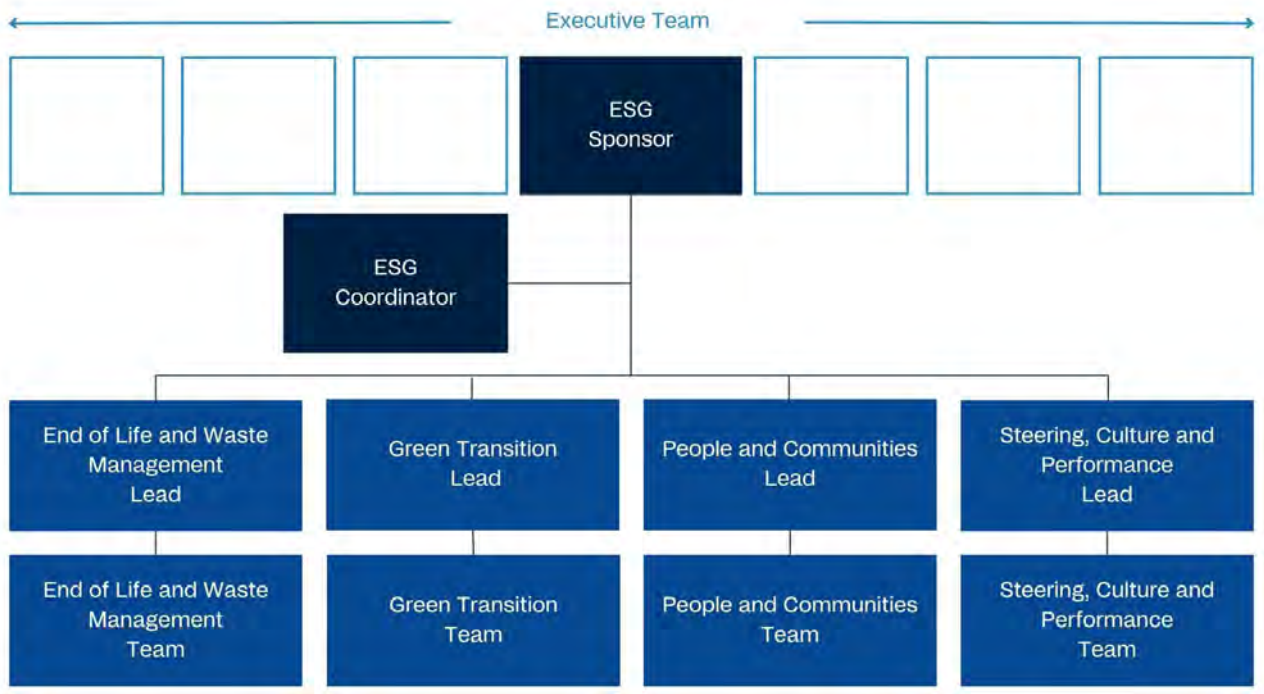 Executive Team
ESG
Sponsor
ESG
Coordinator
End of Life and Waste
Management
Lead
Green Transition
Lead
People and Communities
Lead
Steering, Culture and
Performance
Lead
End of Life and Waste
Management
Team
Green Transition
Team
People and Communities
Team
Steering, Culture and
Performance
Team